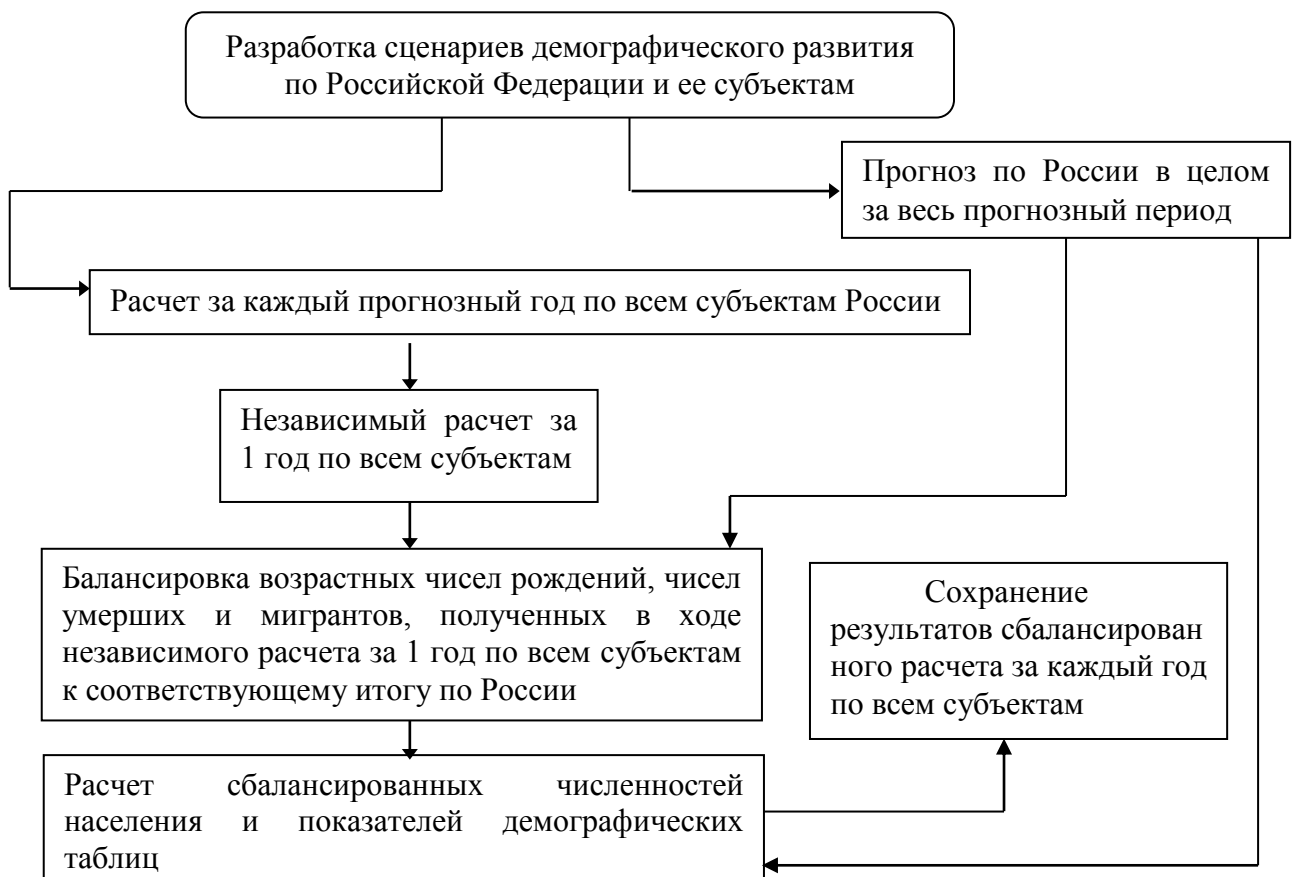 Разработка сценариев демографического развития
по Российской Федерации и ее субъектам
Прогноз по России в целом
за весь прогнозный период
Расчет за каждый прогнозный год по всем субъектам России
Независимый расчет за
1 год по всем субъектам
Балансировка возрастных чисел рождений, чисел
умерших и мигрантов, полученных в ходе
независимого расчета за 1 год по всем субъектам
к соответствующему итогу по России
Сохранение
результатов сбалансирован
ного расчета за каждый год
по всем субъектам
Расчет сбалансированных численностей
населения и показателей демографических
таблиц